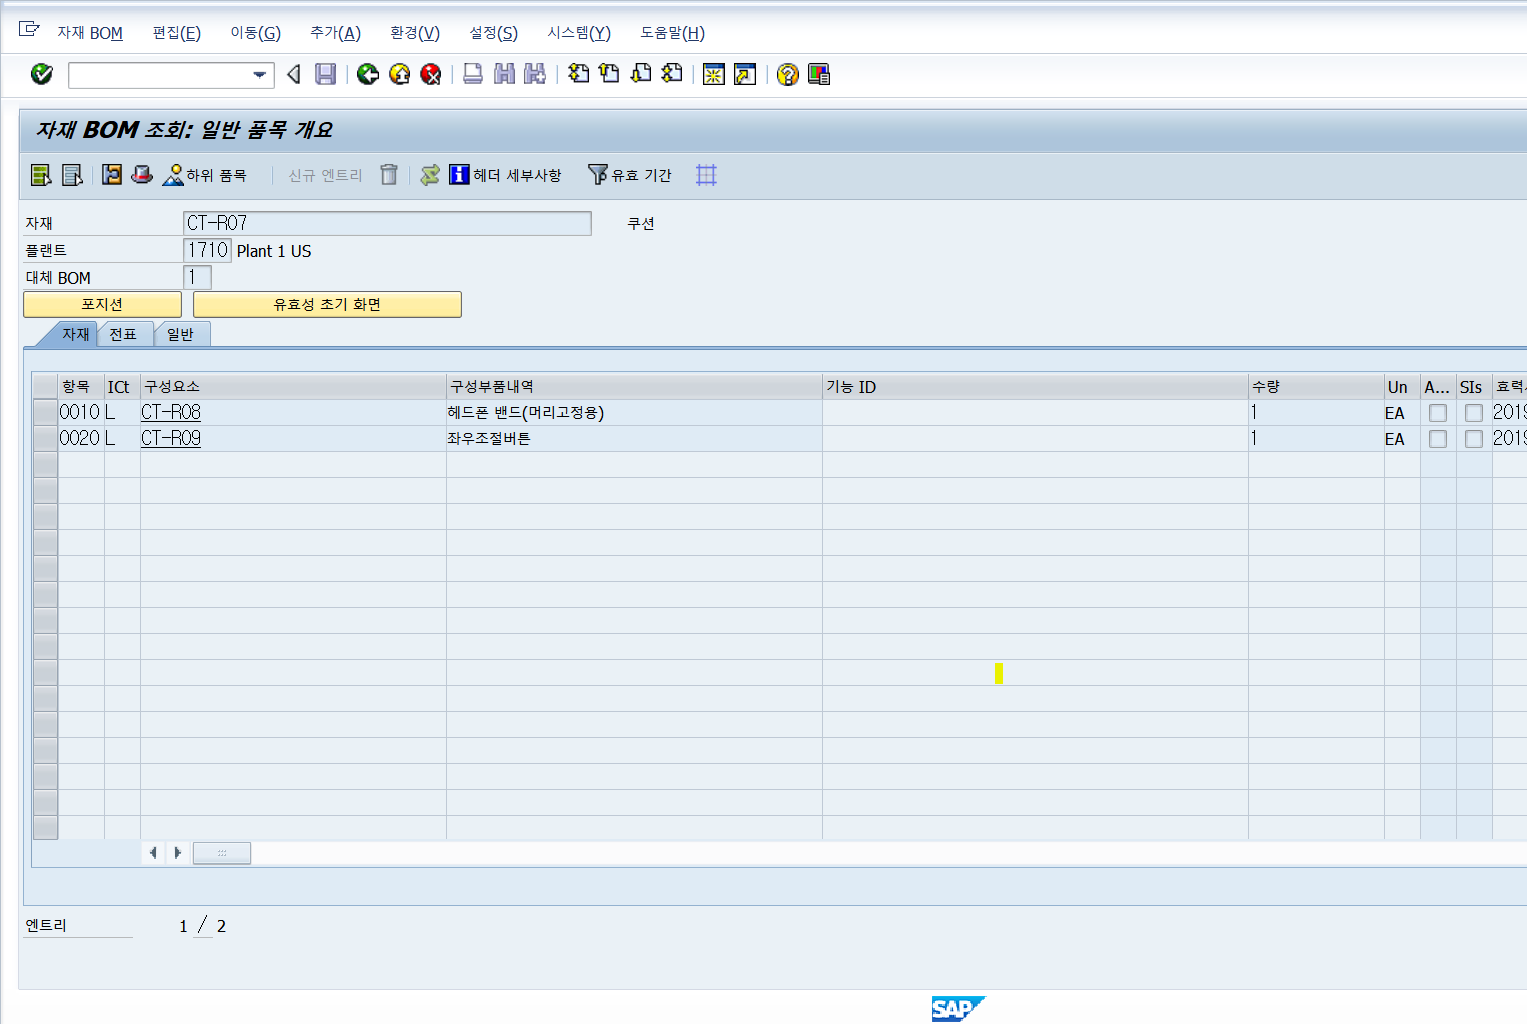 자재 BOM 편집(E) 이동(G) 추가(A) 환경(V) 설정(S) 시스템(Y) 도움말(H)
자재 BOM 조회: 일반 품목 개요
하위 품목 신규 엔트리 헤더 세부사항 유효 기간
자재 CT-R07 쿠션
플랜트 1710 Plant 1 US
대체 BOM 1
포지션 유효성 초기 화면
자재 전표 일반
항목 ICt 구성요소 구성부품내역 기능 ID 수량 Un A... SIs 효력
0010 L CT-R08 헤드폰 밴드(머리고정용) 1 EA 2019
0020 L CT-R09 좌우조절버튼 1 EA 2019
엔트리 1 / 2
SAP